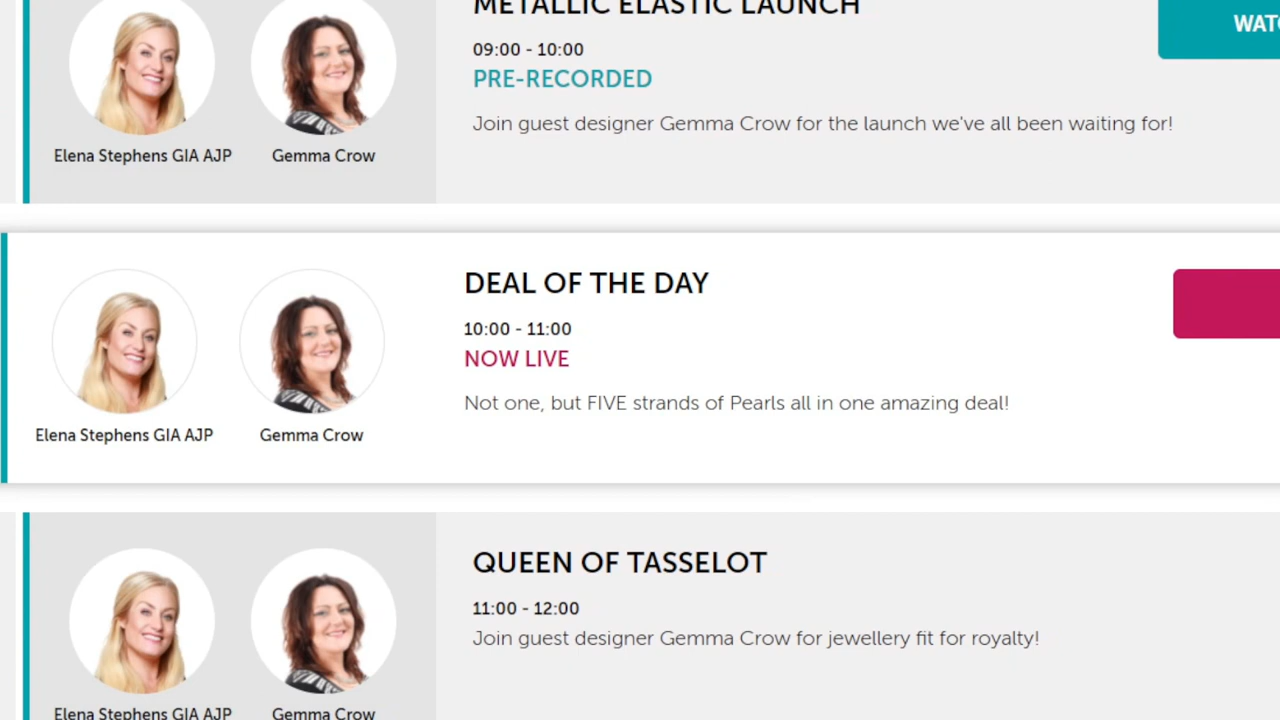 METALLIC ELASTIC LAUNCH
09:00 - 10:00
PRE-RECORDED
Join guest designer Gemma Crow for the launch we've all been waiting for!
Elena Stephens GIA AJP
Gemma Crow
DEAL OF THE DAY
10:00 - 11:00
NOW LIVE
Not one, but FIVE strands of Pearls all in one amazing deal!
Elena Stephens GIA AJP
Gemma Crow
QUEEN OF TASSELOT
11:00 - 12:00
Join guest designer Gemma Crow for jewellery fit for royalty!
Elena Stephens GIA AJP
Gemma Crow